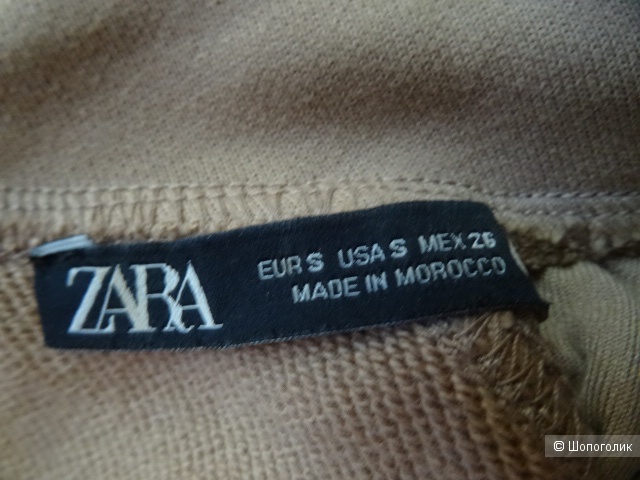 ZARA
EUR S USA S MEX 26
MADE IN MOROCCO
© Шопоголик